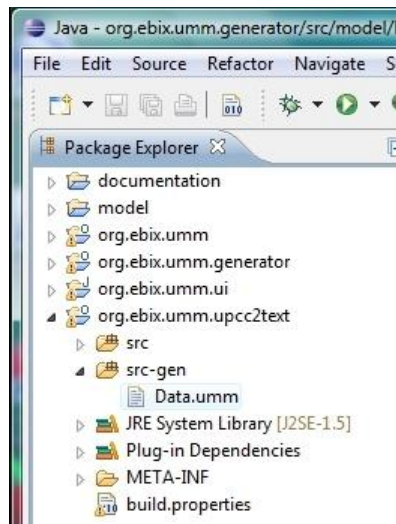 Java - org.ebix.umm.generator/src/model/
File Edit Source Refactor Navigate S
010
Package Explorer
documentation
model
org.ebix.umm
org.ebix.umm.generator
org.ebix.umm.ui
org.ebix.umm.upcc2text
src
src-gen
Data.umm
JRE System Library [J2SE-1.5]
Plug-in Dependencies
META-INF
build.properties